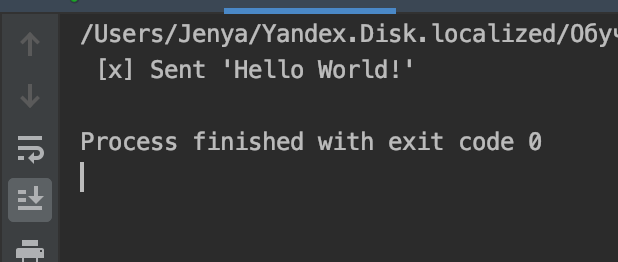 /Users/Jenya/Yandex.Disk.localized/Обуч
[x] Sent 'Hello World!'
Process finished with exit code 0